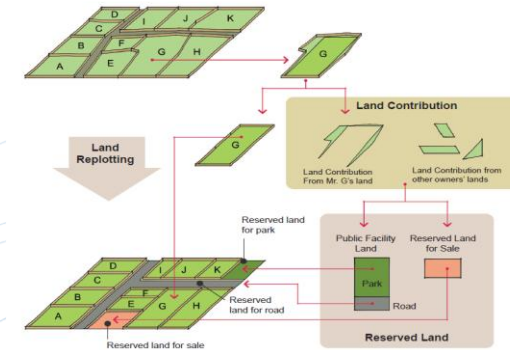 D
I
J
K
C
B
F
A
E
G
H
G
Land Contribution
G
Land Contribution
From Mr. G's land
Land Contribution from
other owners' lands
Land
Replotting
Reserved land
for park
Public Facility
Land
Reserved Land
for Sale
D
I
J
K
C
Park
B
F
Reserved
land for road
E
G
H
Road
A
Reserved Land
Reserved land for sale